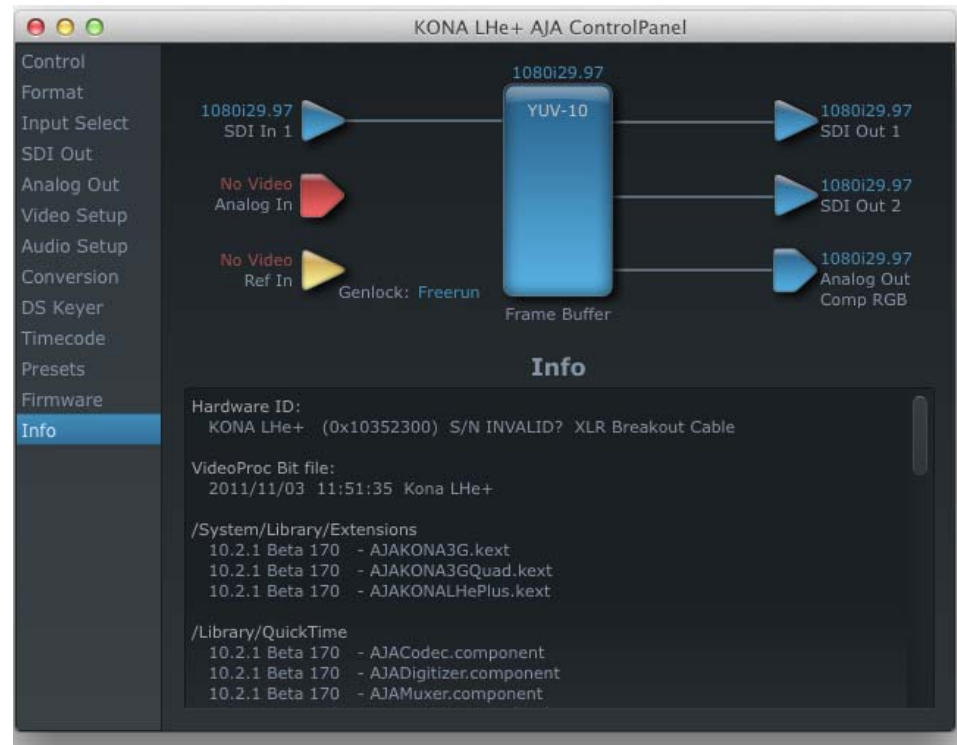 KONA LHe+ AJA ControlPanel
Control
Format
Input Select
SDI Out
Analog Out
Video Setup
Audio Setup
Conversion
DS Keyer
Timecode
Presets
Firmware
Info
1080i29.97
SDI In 1
No Video
Analog In
No Video
Ref In
Genlock: Freerun
1080i29.97
YUV-10
Frame Buffer
1080i29.97
SDI Out 1
1080i29.97
SDI Out 2
1080i29.97
Analog Out
Comp RGB
Info
Hardware ID:
KONA LHe+ (0x10352300) S/N INVALID? XLR Breakout Cable
VideoProc Bit file:
2011/11/03 11:51:35 Kona LHe+
/System/Library/Extensions
10.2.1 Beta 170 - AJAKONA3G.kext
10.2.1 Beta 170 - AJAKONA3GQuad.kext
10.2.1 Beta 170 - AJAKONALHePlus.kext
/Library/QuickTime
10.2.1 Beta 170 - AJACodec.component
10.2.1 Beta 170 - AJADigitizer.component
10.2.1 Beta 170 - AJAMuxer.component